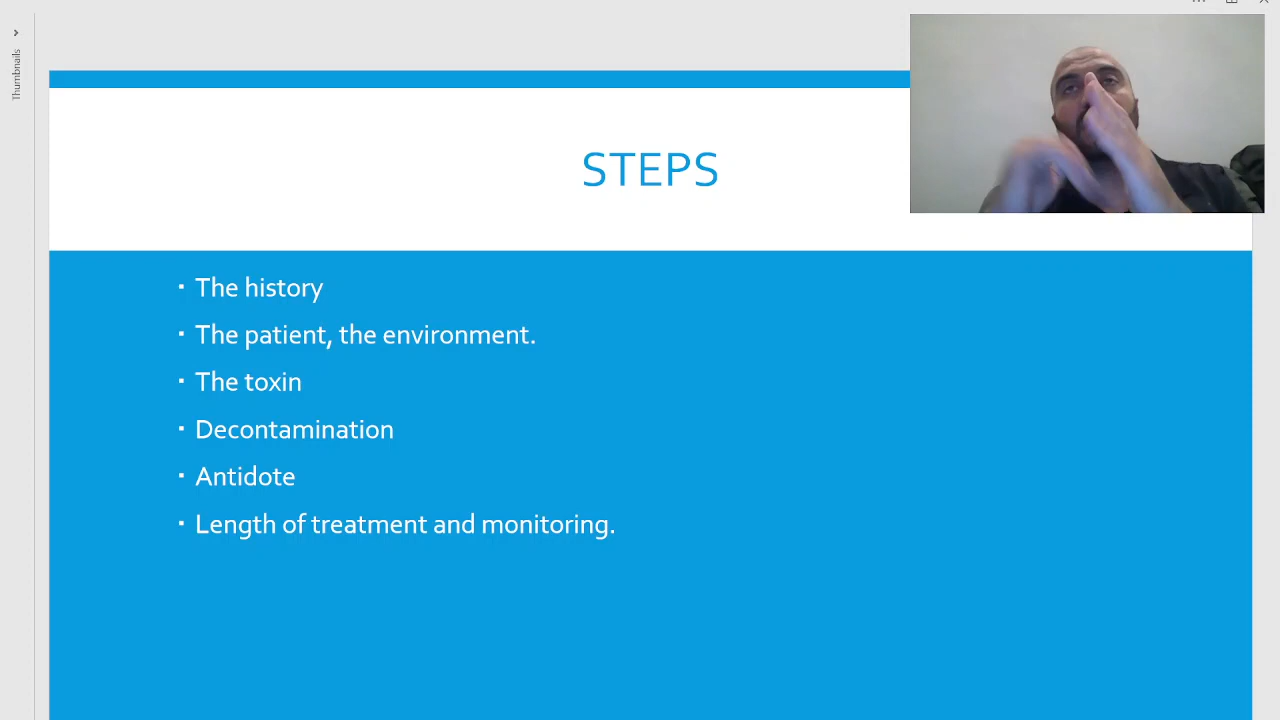 Thumbnails
STEPS
▪ The history
▪ The patient, the environment.
▪ The toxin
▪ Decontamination
▪ Antidote
▪ Length of treatment and monitoring.